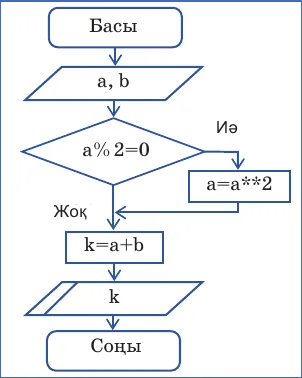 Басы
a, b
a% 2=0
Иә
a=a**2
Жоқ
k=a+b
k
Соңы